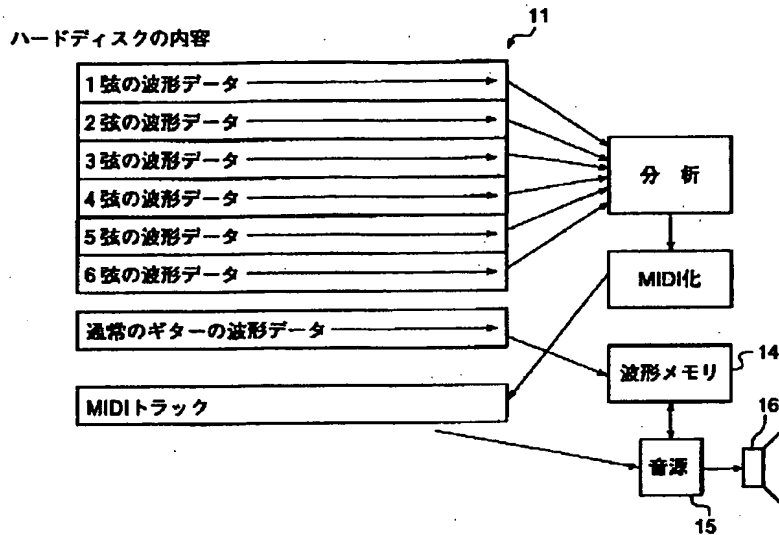 11
ハードディスクの内容
1弦の波形データ
2弦の波形データ
3弦の波形データ
4弦の波形データ
5弦の波形データ
6弦の波形データ
分 析
MIDI化
通常のギターの波形データ
波形メモリ
14
MIDIトラック
16
音源
15